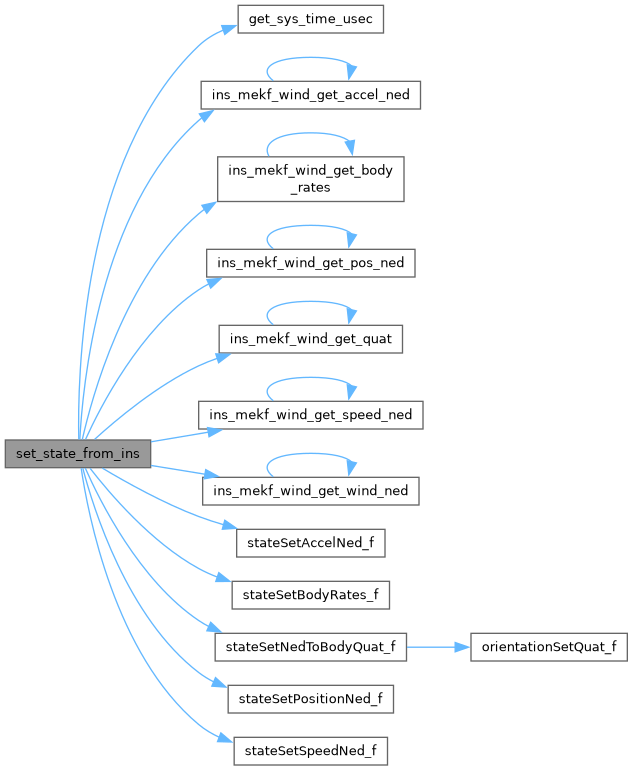 get_sys_time_usec
ins_mekf_wind_get_accel_ned
ins_mekf_wind_get_body
_rates
ins_mekf_wind_get_pos_ned
ins_mekf_wind_get_quat
ins_mekf_wind_get_speed_ned
set_state_from_ins
ins_mekf_wind_get_wind_ned
stateSetAccelNed_f
stateSetBodyRates_f
stateSetNedToBodyQuat_f
orientationSetQuat_f
stateSetPositionNed_f
stateSetSpeedNed_f